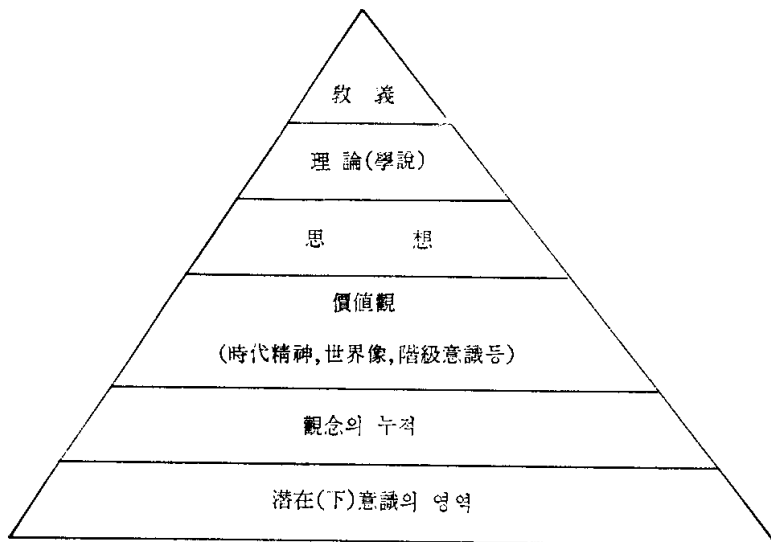 敎 義
理 論(學說)
思 想
價値觀
(時代精神,世界像,階級意識등)
觀念의 누적
潛在(下)意識의 영역